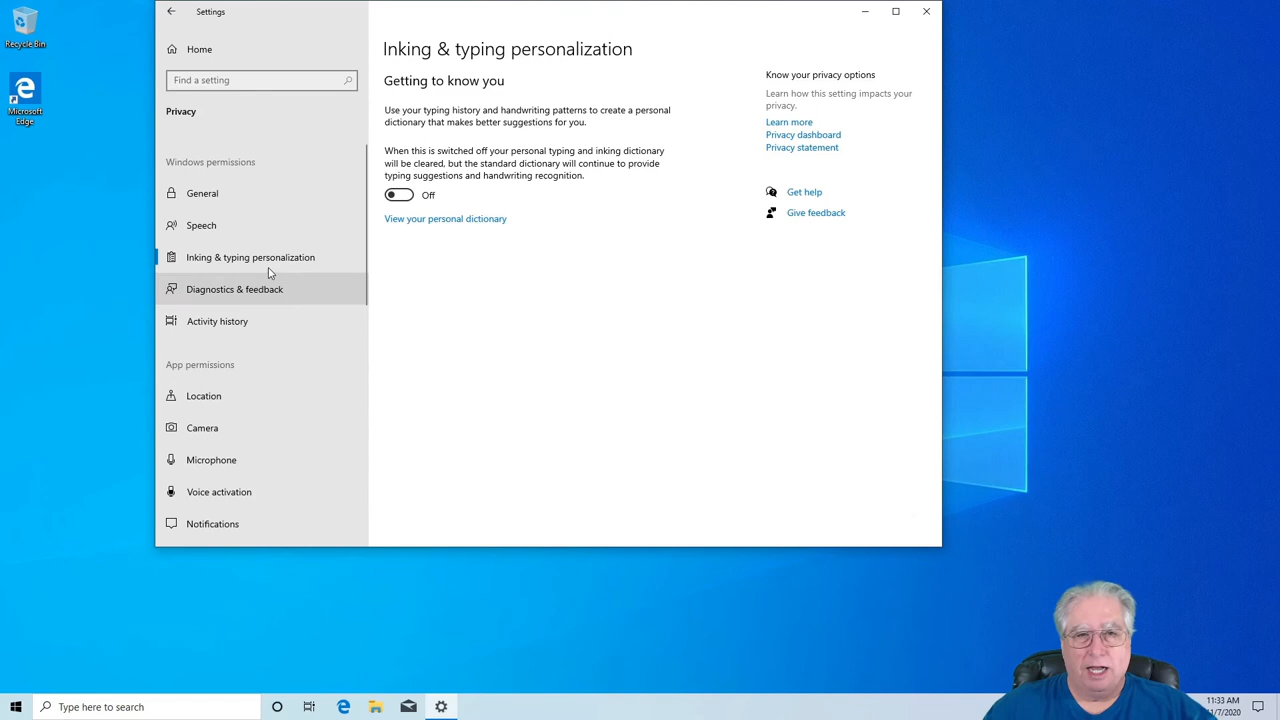 Recycle Bin
Microsoft
Edge
Settings
Home
Find a setting
Privacy
Windows permissions
General
Speech
Inking & typing personalization
Diagnostics & feedback
Activity history
App permissions
Location
Camera
Microphone
Voice activation
Notifications
Inking & typing personalization
Getting to know you
Use your typing history and handwriting patterns to create a personal
dictionary that makes better suggestions for you.
When this is switched off your personal typing and inking dictionary
will be cleared, but the standard dictionary will continue to provide
typing suggestions and handwriting recognition.
Off
View your personal dictionary
Know your privacy options
Learn how this setting impacts your
privacy.
Learn more
Privacy dashboard
Privacy statement
Get help
Give feedback
Type here to search
11:33 AM
11/7/2020